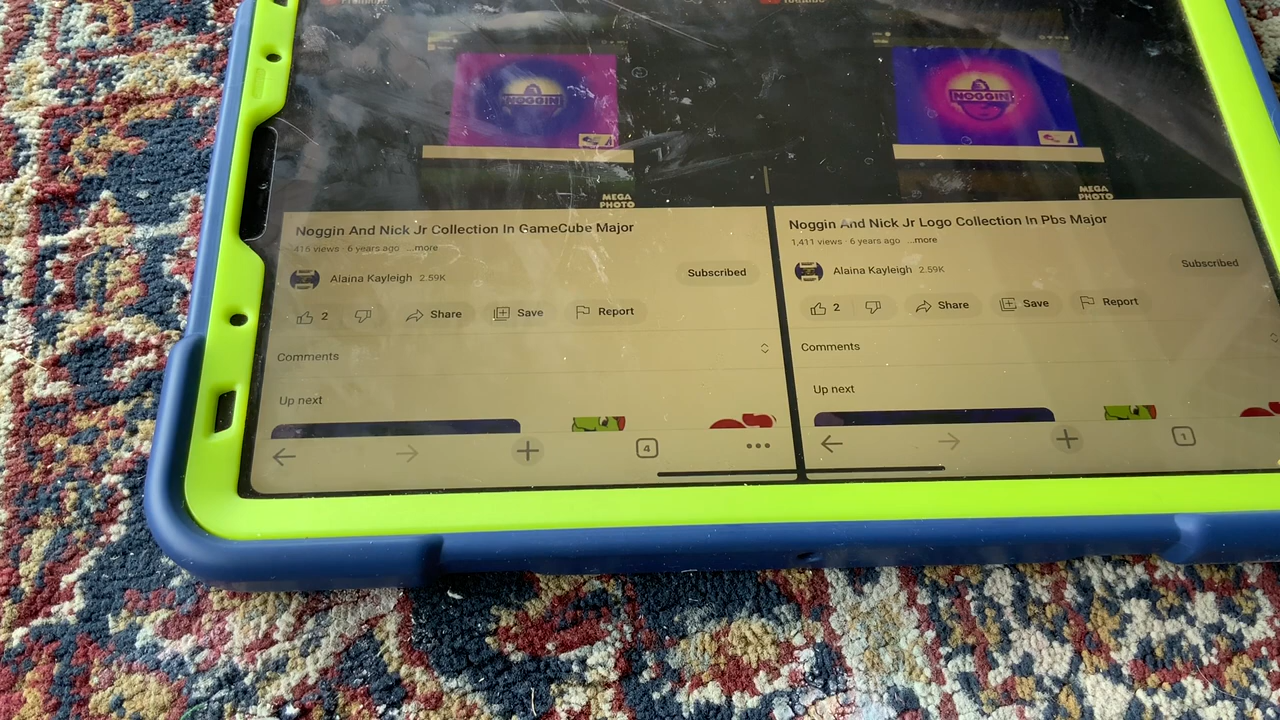 Premium
Youtube
NOGGIN
NOGGIN
MEGA
PHOTO
MEGA
PHOTO
Noggin And Nick Jr Collection In GameCube Major
416 views · 6 years ago ...more
Alaina Kayleigh 2.59K
Subscribed
2
Share
Save
Report
Comments
Up next
4
Noggin And Nick Jr Logo Collection In Pbs Major
1,411 views · 6 years ago ...more
Alaina Kayleigh 2.59K
Subscribed
2
Share
Save
Report
Comments
Up next
1